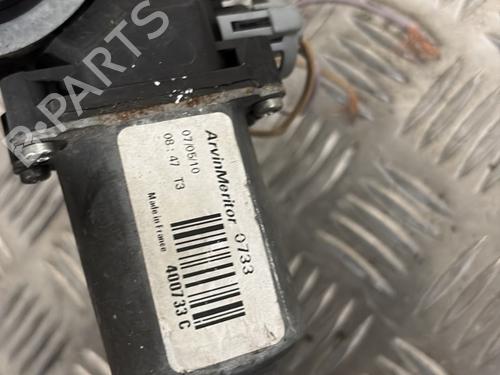 B-PARTS
ArvinMeritor 0733
07/05/10
08:47 T3
400733C
Made in France